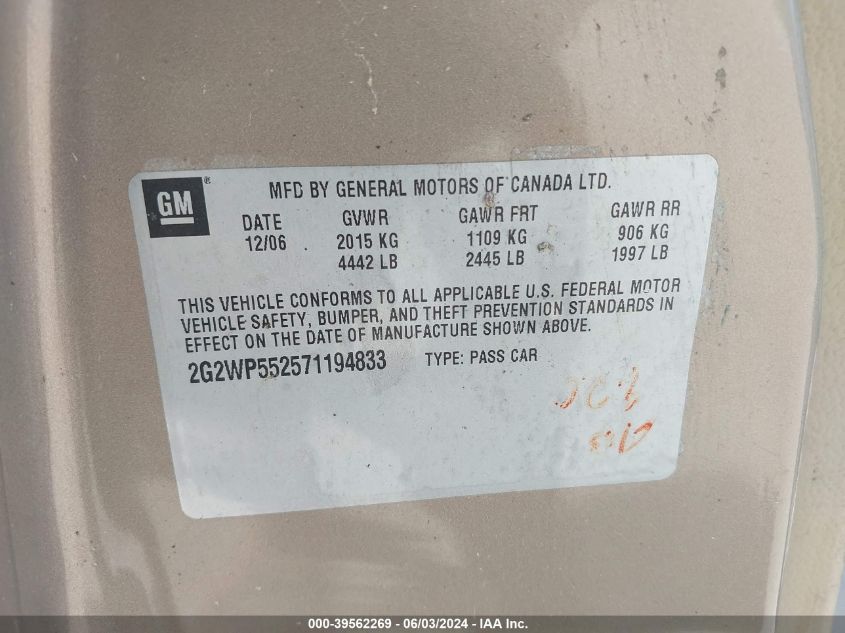 GM ®
MFD BY GENERAL MOTORS OF CANADA LTD.
DATE GVWR GAWR FRT GAWR RR
12/06 2015 KG 1109 KG 906 KG
4442 LB 2445 LB 1997 LB
THIS VEHICLE CONFORMS TO ALL APPLICABLE U.S. FEDERAL MOTOR
VEHICLE SAFETY, BUMPER, AND THEFT PREVENTION STANDARDS IN
EFFECT ON THE DATE OF MANUFACTURE SHOWN ABOVE.
2G2WP552571194833 TYPE: PASS CAR
000-39562269 - 06/03/2024 - IAA Inc.